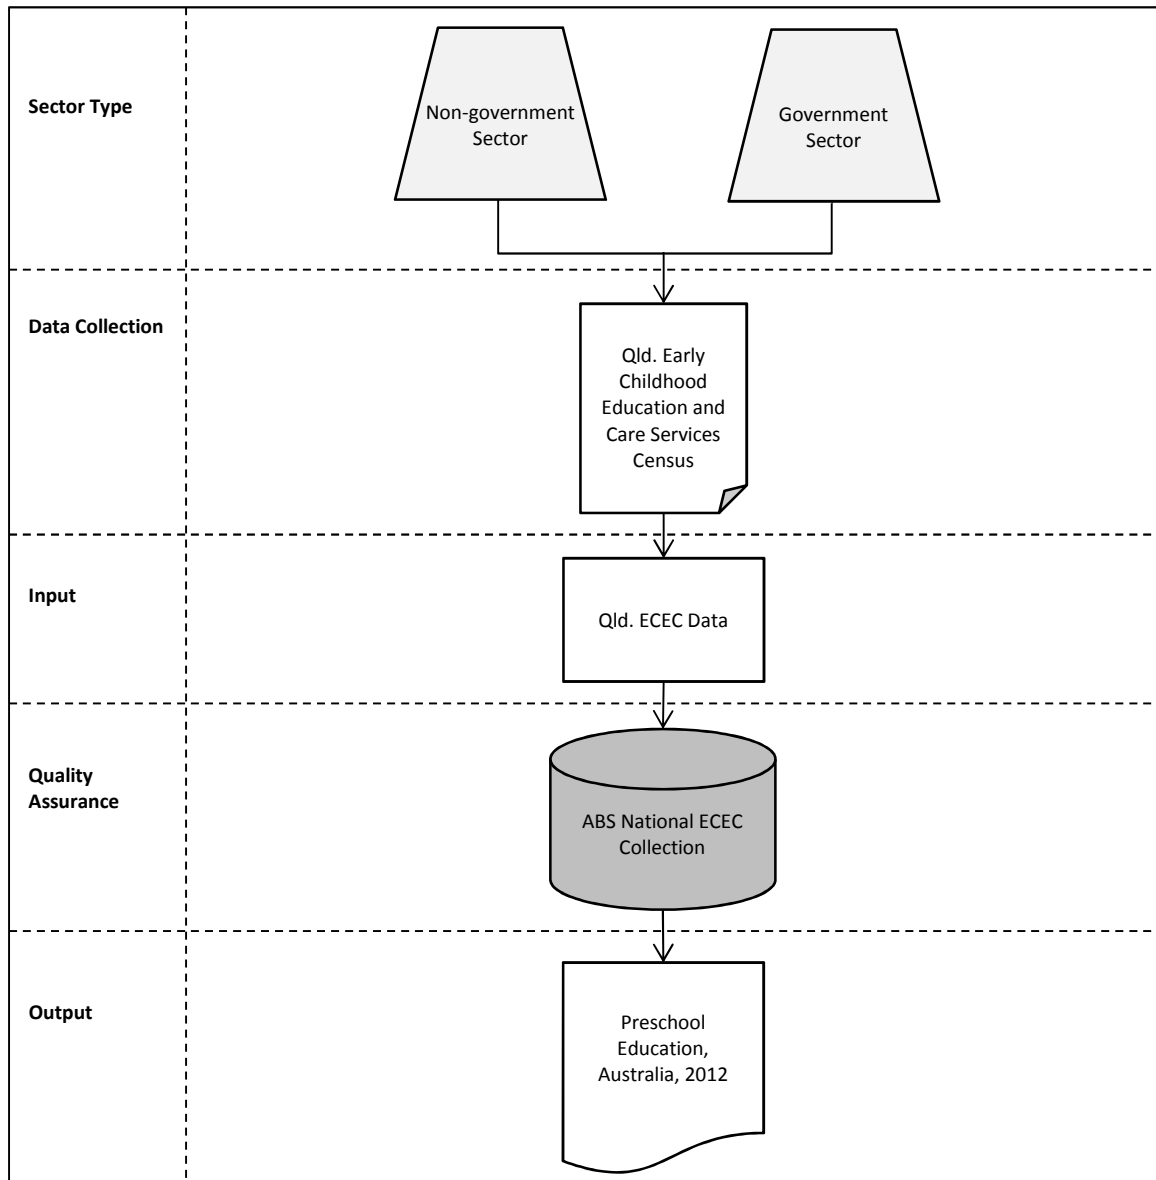 Sector Type
Non-government
Sector
Government
Sector
Data Collection
Qld. Early
Childhood
Education and
Care Services
Census
Input
Qld. ECEC Data
Quality
Assurance
ABS National ECEC
Collection
Output
Preschool
Education,
Australia, 2012